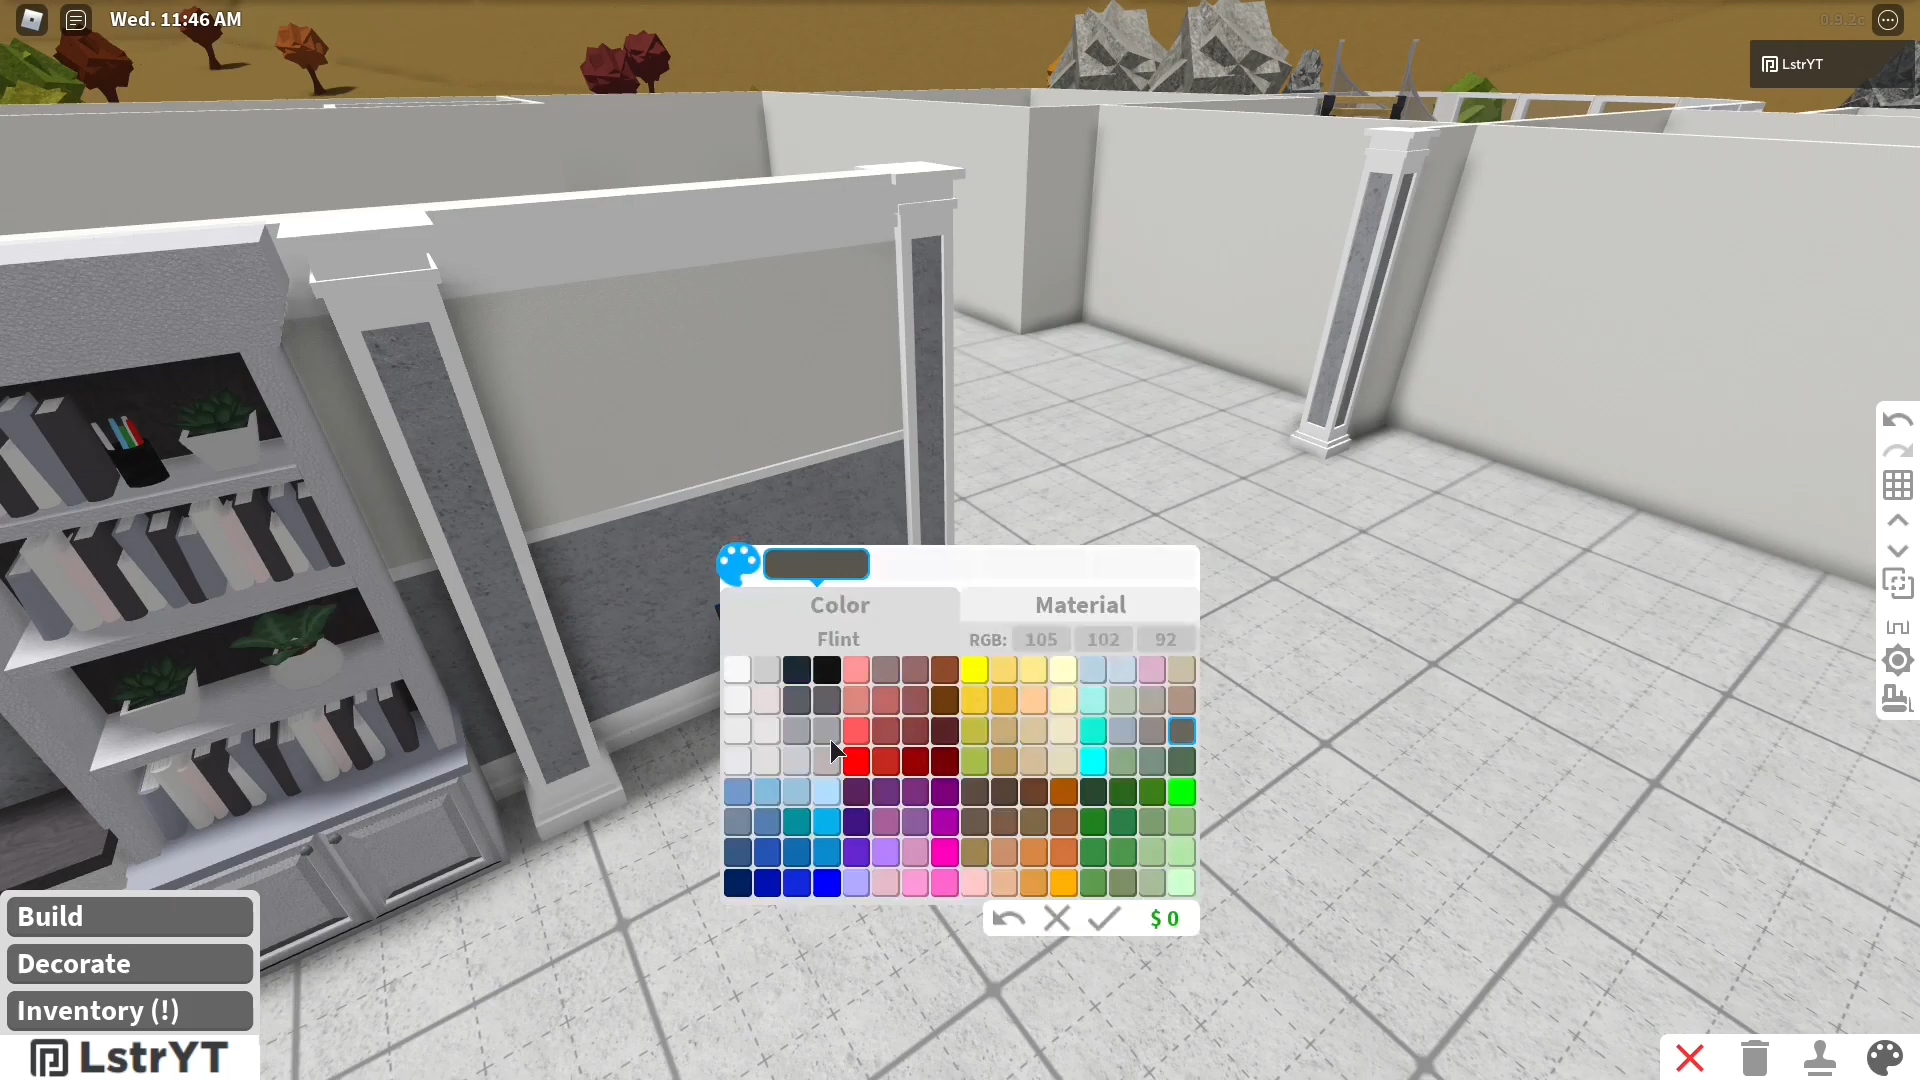 Wed. 11:46 AM
LstrYT
Color
Material
Flint
RGB: 105 102 92
$ 0
Build
Decorate
Inventory (!)
LstrYT